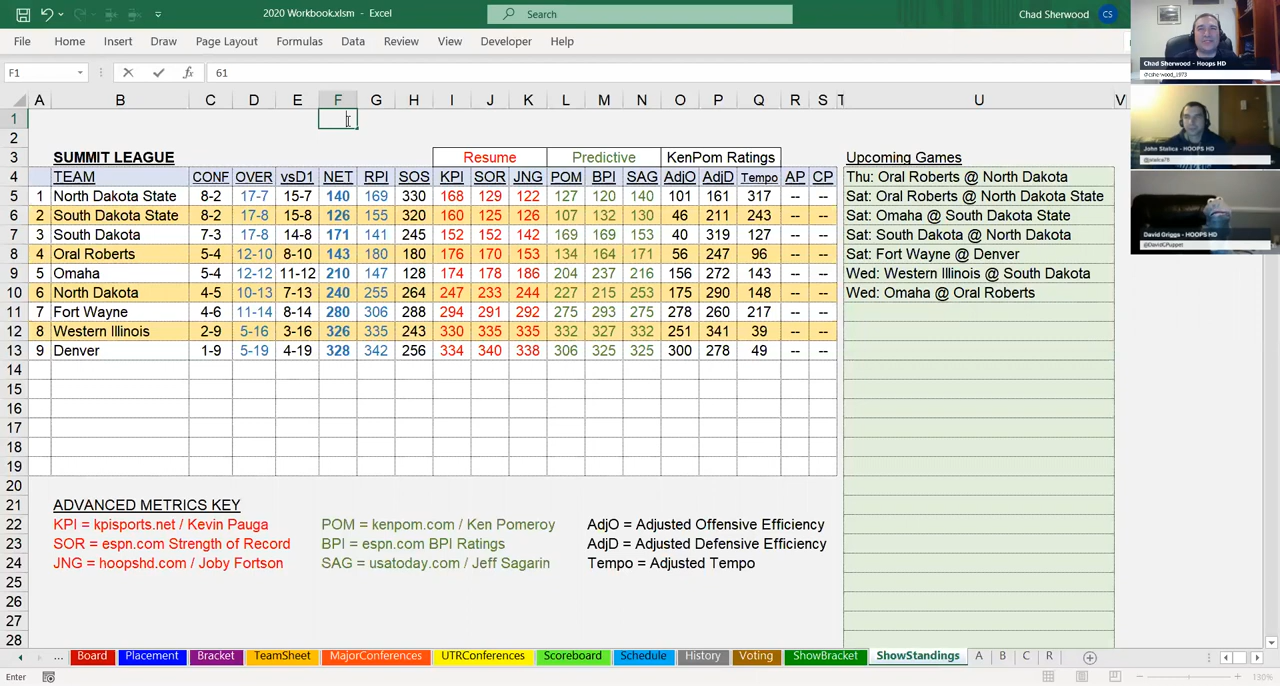 2020 Workbook.xlsm - Excel
Search
Chad Sherwood CS
File Home Insert Draw Page Layout Formulas Data Review View Developer Help
F1 fx 61
A B C D E F G H I J K L M N O P Q R S T U V
1
2
3 SUMMIT LEAGUE Resume Predictive KenPom Ratings Upcoming Games
4 TEAM CONF OVER vsD1 NET RPI SOS KPI SOR JNG POM BPI SAG AdjO AdjD Tempo AP CP Thu: Oral Roberts @ North Dakota
5 1 North Dakota State 8-2 17-7 15-7 140 169 330 168 129 122 127 120 140 101 161 317 -- -- Sat: Oral Roberts @ North Dakota State
6 2 South Dakota State 8-2 17-8 15-8 126 155 320 160 125 126 107 132 130 46 211 243 -- -- Sat: Omaha @ South Dakota State
7 3 South Dakota 7-3 17-8 14-8 171 141 245 152 152 142 169 169 153 40 319 127 -- -- Sat: South Dakota @ North Dakota
8 4 Oral Roberts 5-4 12-10 8-10 143 180 180 176 170 153 134 164 171 56 247 96 -- -- Sat: Fort Wayne @ Denver
9 5 Omaha 5-4 12-12 11-12 210 147 128 174 178 186 204 237 216 156 272 143 -- -- Wed: Western Illinois @ South Dakota
10 6 North Dakota 4-5 10-13 7-13 240 255 264 247 233 244 227 215 253 175 290 148 -- -- Wed: Omaha @ Oral Roberts
11 7 Fort Wayne 4-6 11-14 8-14 280 306 288 294 291 292 275 293 275 278 260 217 -- --
12 8 Western Illinois 2-9 5-16 3-16 326 335 243 330 335 335 332 327 332 251 341 39 -- --
13 9 Denver 1-9 5-19 4-19 328 342 256 334 340 338 306 325 325 300 278 49 -- --
14
15
16
17
18
19
20
21 ADVANCED METRICS KEY
22 KPI = kpisports.net / Kevin Pauga POM = kenpom.com / Ken Pomeroy AdjO = Adjusted Offensive Efficiency
23 SOR = espn.com Strength of Record BPI = espn.com BPI Ratings AdjD = Adjusted Defensive Efficiency
24 JNG = hoopshd.com / Joby Fortson SAG = usatoday.com / Jeff Sagarin Tempo = Adjusted Tempo
25
26
27
28
... Board Placement Bracket TeamSheet MajorConferences UTRConferences Scoreboard Schedule History Voting ShowBracket ShowStandings A B C R
Enter 130%
Chad Sherwood - Hoops HD
John Stalica - HOOPS HD
@stalica78
David Griggs - HOOPS HD
@DavidGPuppet